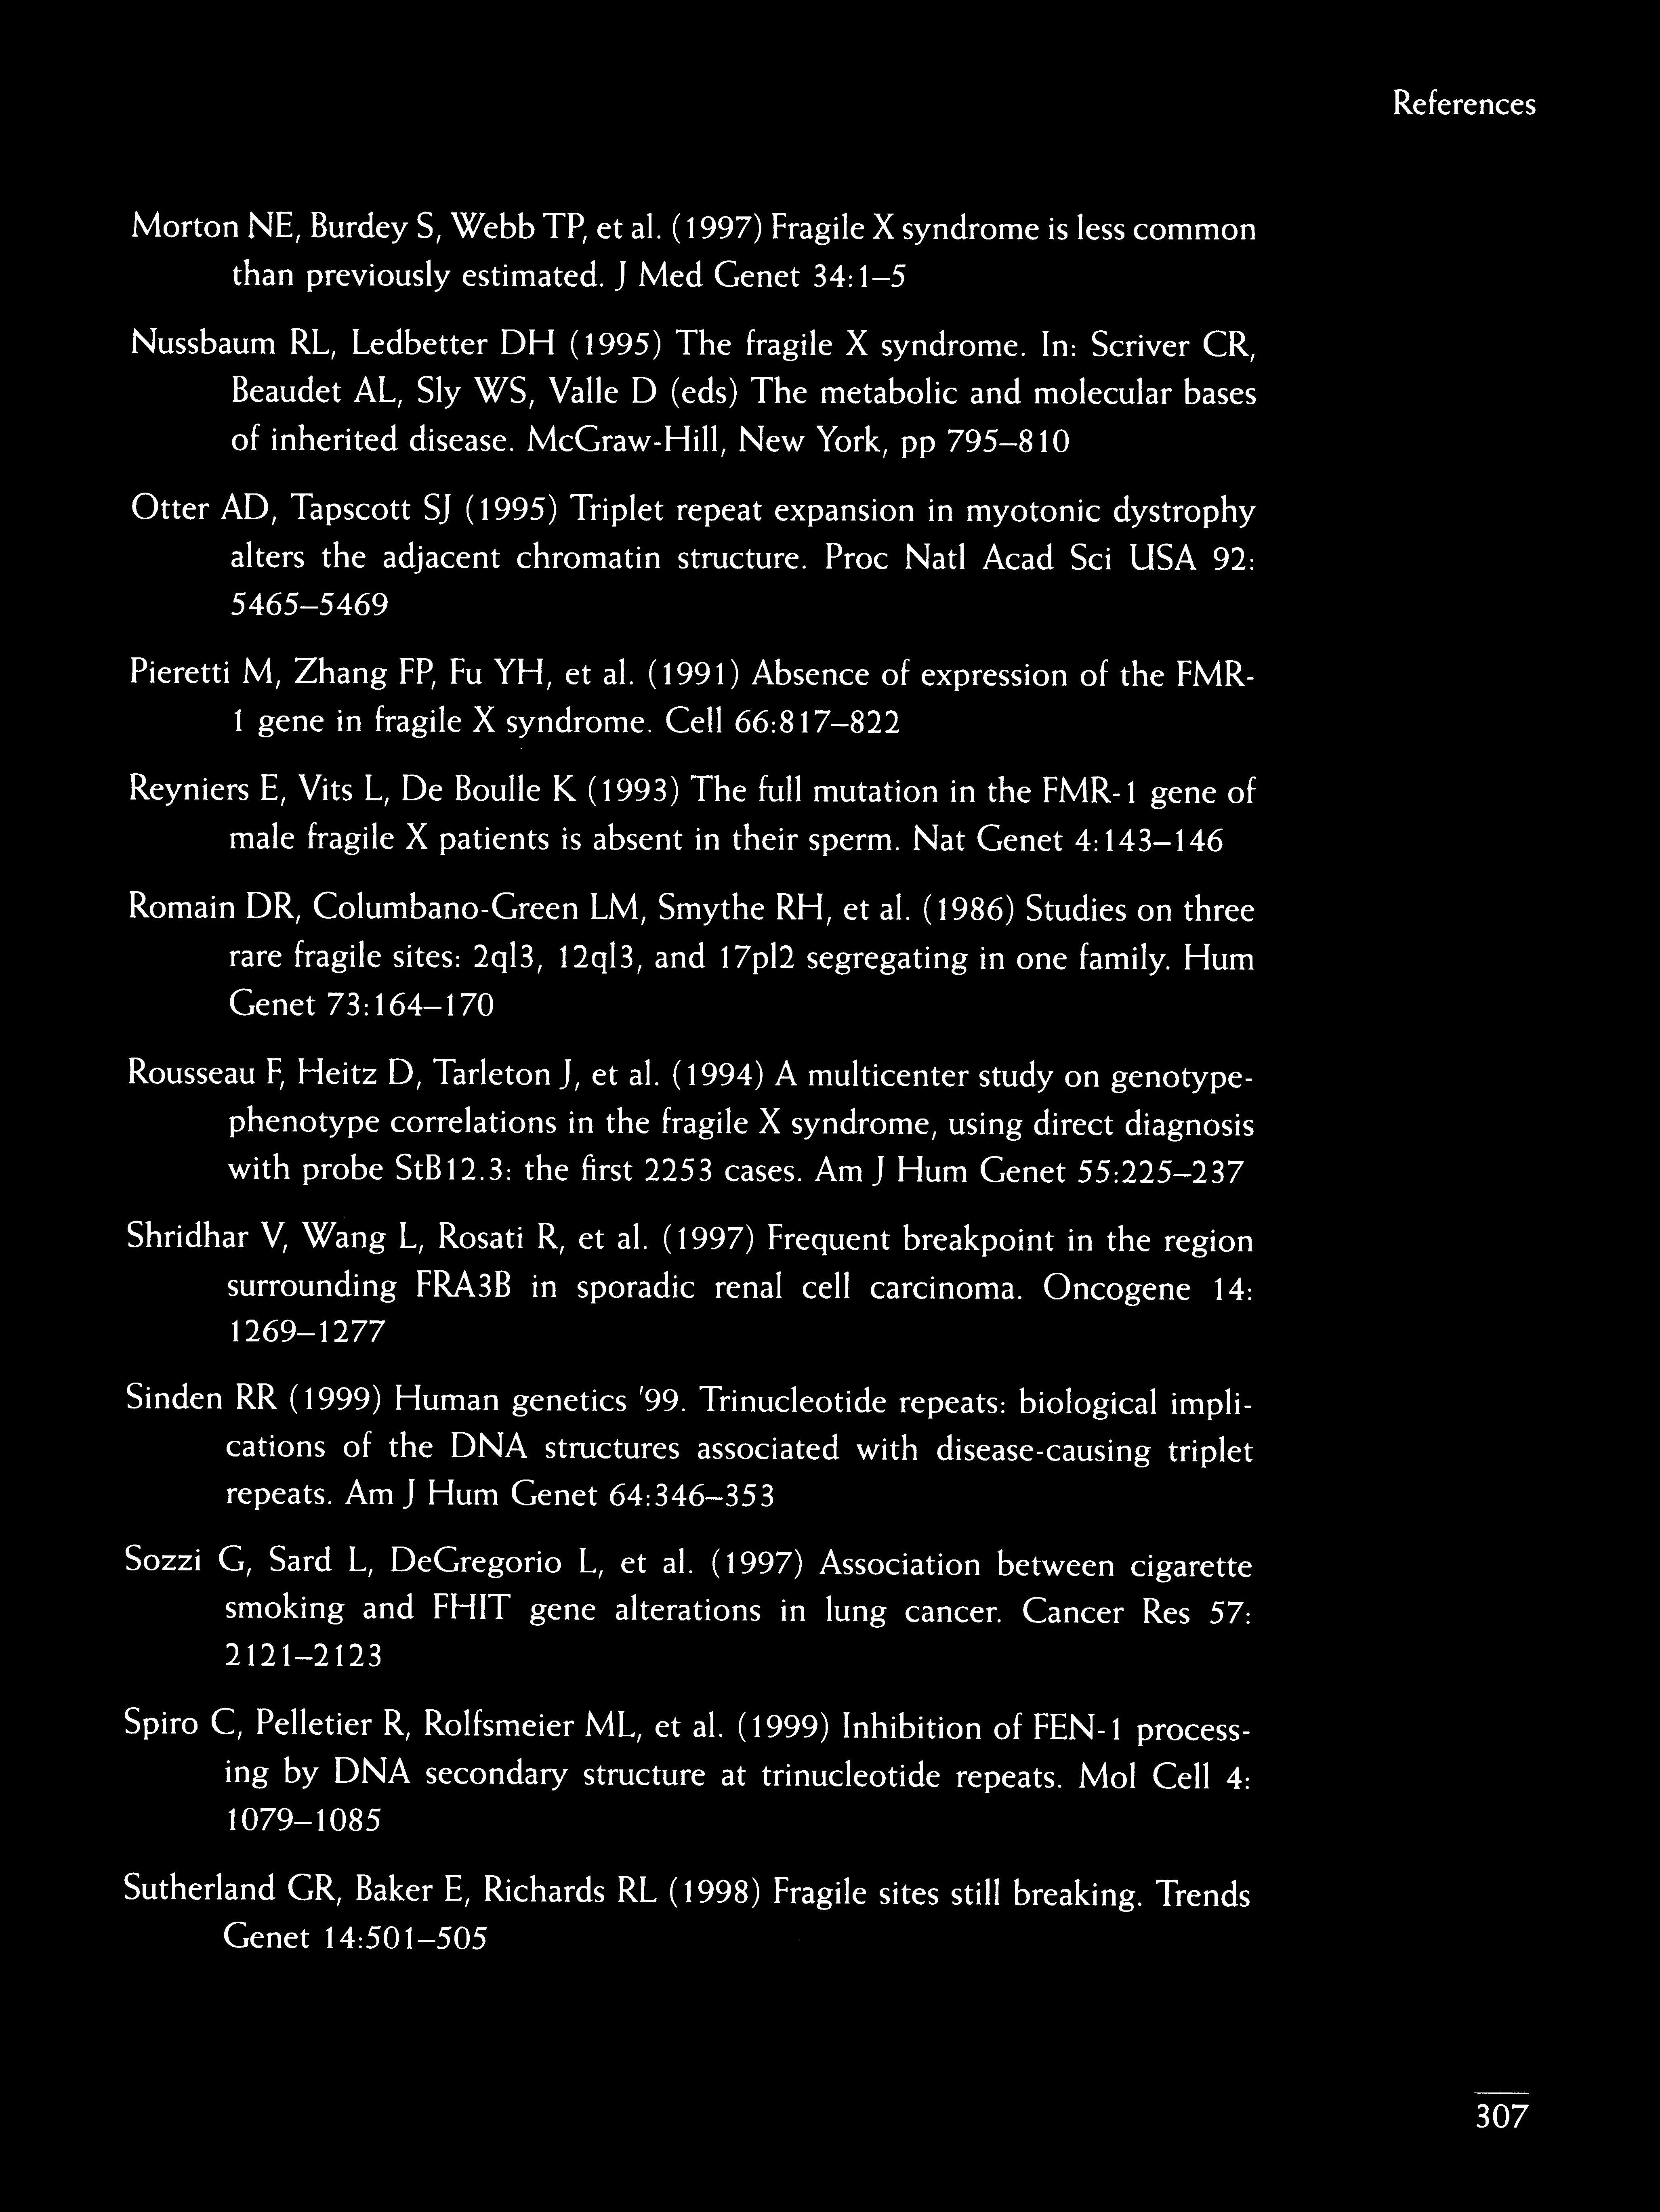 References
Morton NE, Burdey S, Webb TP, et al. (1997) Fragile X syndrome is less common
than previously estimated. J Med Genet 34:1–5
Nussbaum RL, Ledbetter DH (1995) The fragile X syndrome. In: Scriver CR,
Beaudet AL, Sly WS, Valle D (eds) The metabolic and molecular bases
of inherited disease. McGraw-Hill, New York, pp 795–810
Otter AD, Tapscott SJ (1995) Triplet repeat expansion in myotonic dystrophy
alters the adjacent chromatin structure. Proc Natl Acad Sci USA 92:
5465–5469
Pieretti M, Zhang FP, Fu YH, et al. (1991) Absence of expression of the FMR-
1 gene in fragile X syndrome. Cell 66:817–822
Reyniers E, Vits L, De Boulle K (1993) The full mutation in the FMR-1 gene of
male fragile X patients is absent in their sperm. Nat Genet 4:143–146
Romain DR, Columbano-Green LM, Smythe RH, et al. (1986) Studies on three
rare fragile sites: 2ql3, 12ql3, and 17pl2 segregating in one family. Hum
Genet 73:164–170
Rousseau F, Heitz D, Tarleton J, et al. (1994) A multicenter study on genotype-
phenotype correlations in the fragile X syndrome, using direct diagnosis
with probe StB12.3: the first 2253 cases. Am J Hum Genet 55:225–237
Shridhar V, Wang L, Rosati R, et al. (1997) Frequent breakpoint in the region
surrounding FRA3B in sporadic renal cell carcinoma. Oncogene 14:
1269–1277
Sinden RR (1999) Human genetics '99. Trinucleotide repeats: biological impli-
cations of the DNA structures associated with disease-causing triplet
repeats. Am J Hum Genet 64:346–353
Sozzi G, Sard L, DeGregorio L, et al. (1997) Association between cigarette
smoking and FHIT gene alterations in lung cancer. Cancer Res 57:
2121–2123
Spiro C, Pelletier R, Rolfsmeier ML, et al. (1999) Inhibition of FEN-1 process-
ing by DNA secondary structure at trinucleotide repeats. Mol Cell 4:
1079–1085
Sutherland GR, Baker E, Richards RL (1998) Fragile sites still breaking. Trends
Genet 14:501–505
307